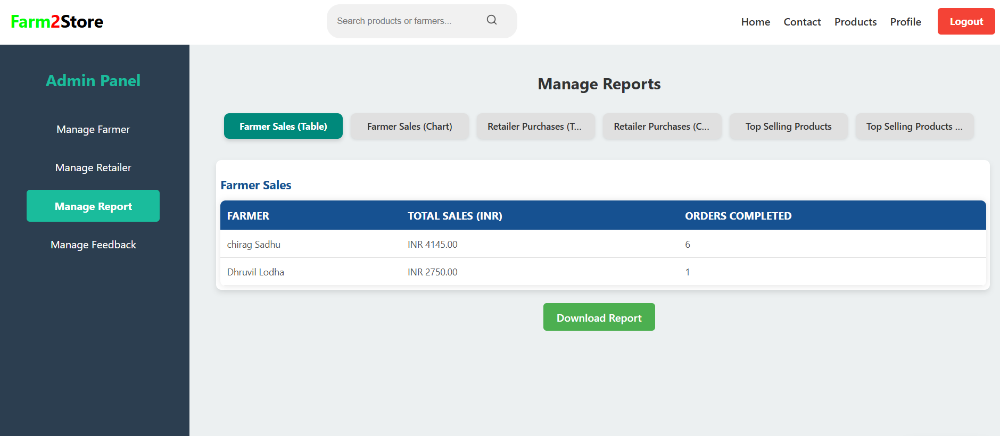 Farm2Store
Search products or farmers...
Home Contact Products Profile Logout
Admin Panel
Manage Farmer
Manage Retailer
Manage Report
Manage Feedback
Manage Reports
Farmer Sales (Table) Farmer Sales (Chart) Retailer Purchases (T... Retailer Purchases (C... Top Selling Products Top Selling Products ...
Farmer Sales
FARMER TOTAL SALES (INR) ORDERS COMPLETED
chirag Sadhu INR 4145.00 6
Dhruvil Lodha INR 2750.00 1
Download Report